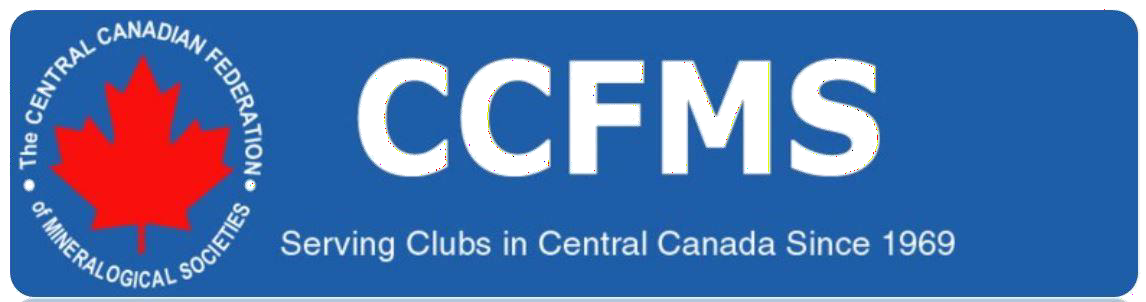 The CENTRAL CANADIAN FEDERATION
• of MINERALOGICAL SOCIETIES •
CCFMS
Serving Clubs in Central Canada Since 1969